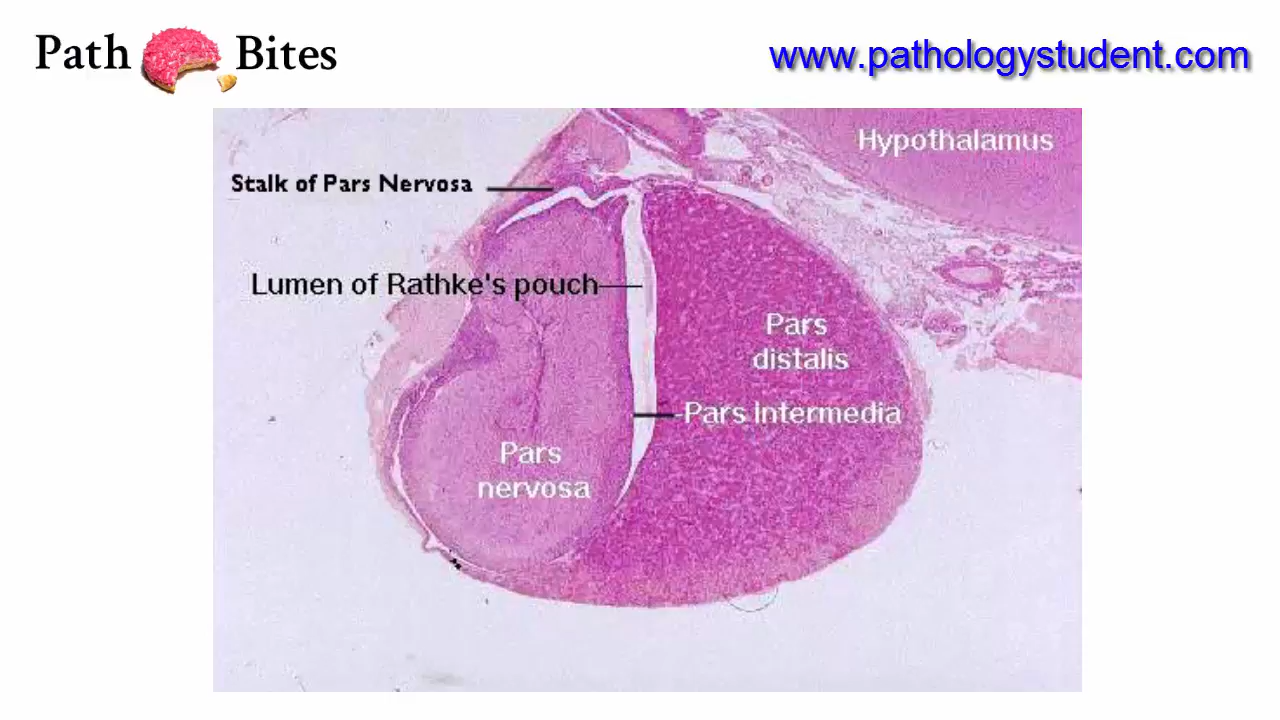 Path Bites
www.pathologystudent.com
Hypothalamus
Stalk of Pars Nervosa
Lumen of Rathke's pouch
Pars
distalis
Pars intermedia
Pars
nervosa